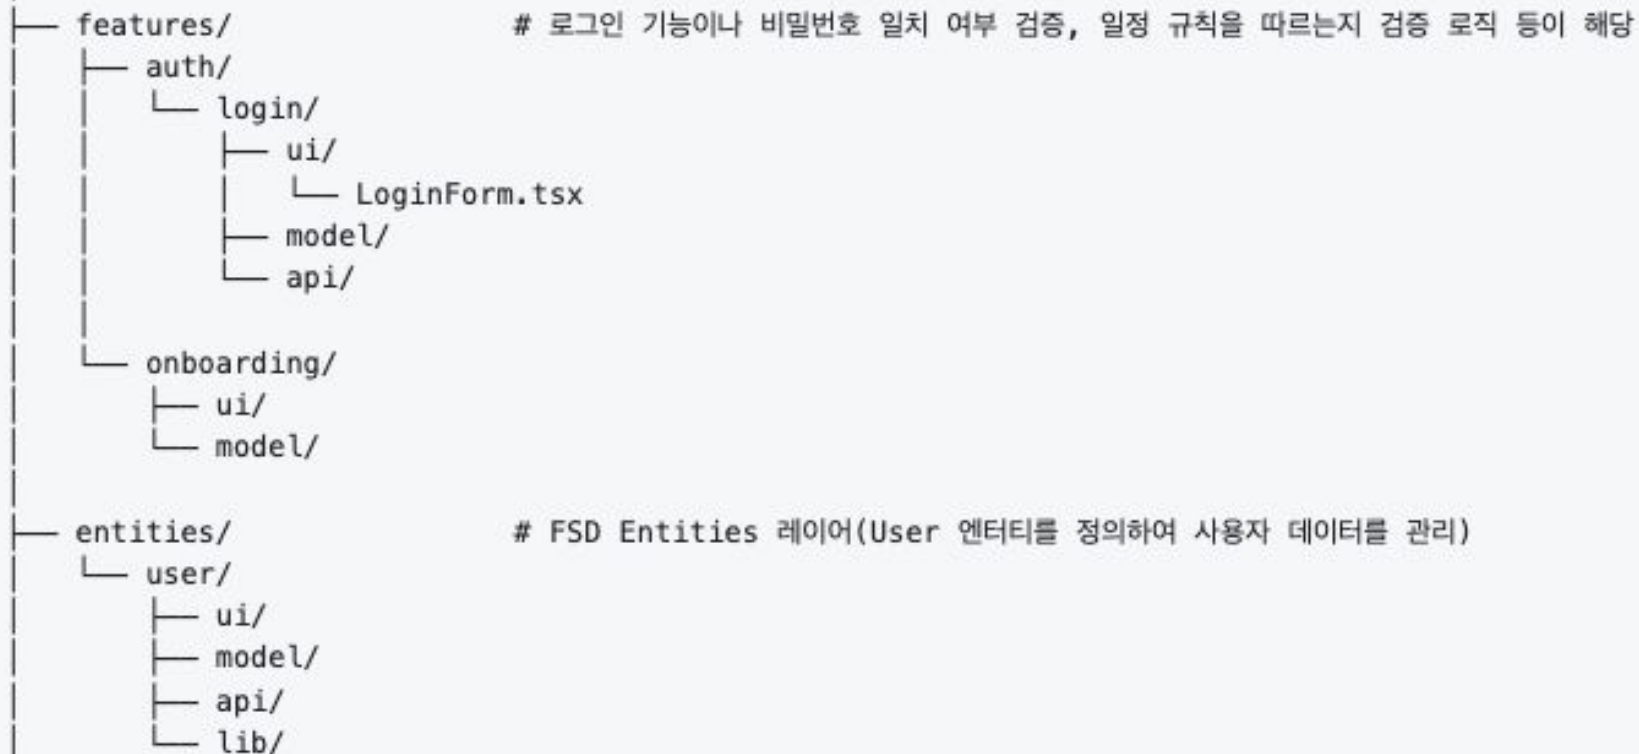 ├── features/ # 로그인 기능이나 비밀번호 일치 여부 검증, 일정 규칙을 따르는지 검증 로직 등이 해당
│   ├── auth/
│   │   └── login/
│   │       ├── ui/
│   │       │   └── LoginForm.tsx
│   │       ├── model/
│   │       └── api/
│   │
│   └── onboarding/
│       ├── ui/
│       └── model/
│
├── entities/ # FSD Entities 레이어(User 엔터티를 정의하여 사용자 데이터를 관리)
│   └── user/
│       ├── ui/
│       ├── model/
│       ├── api/
│       └── lib/